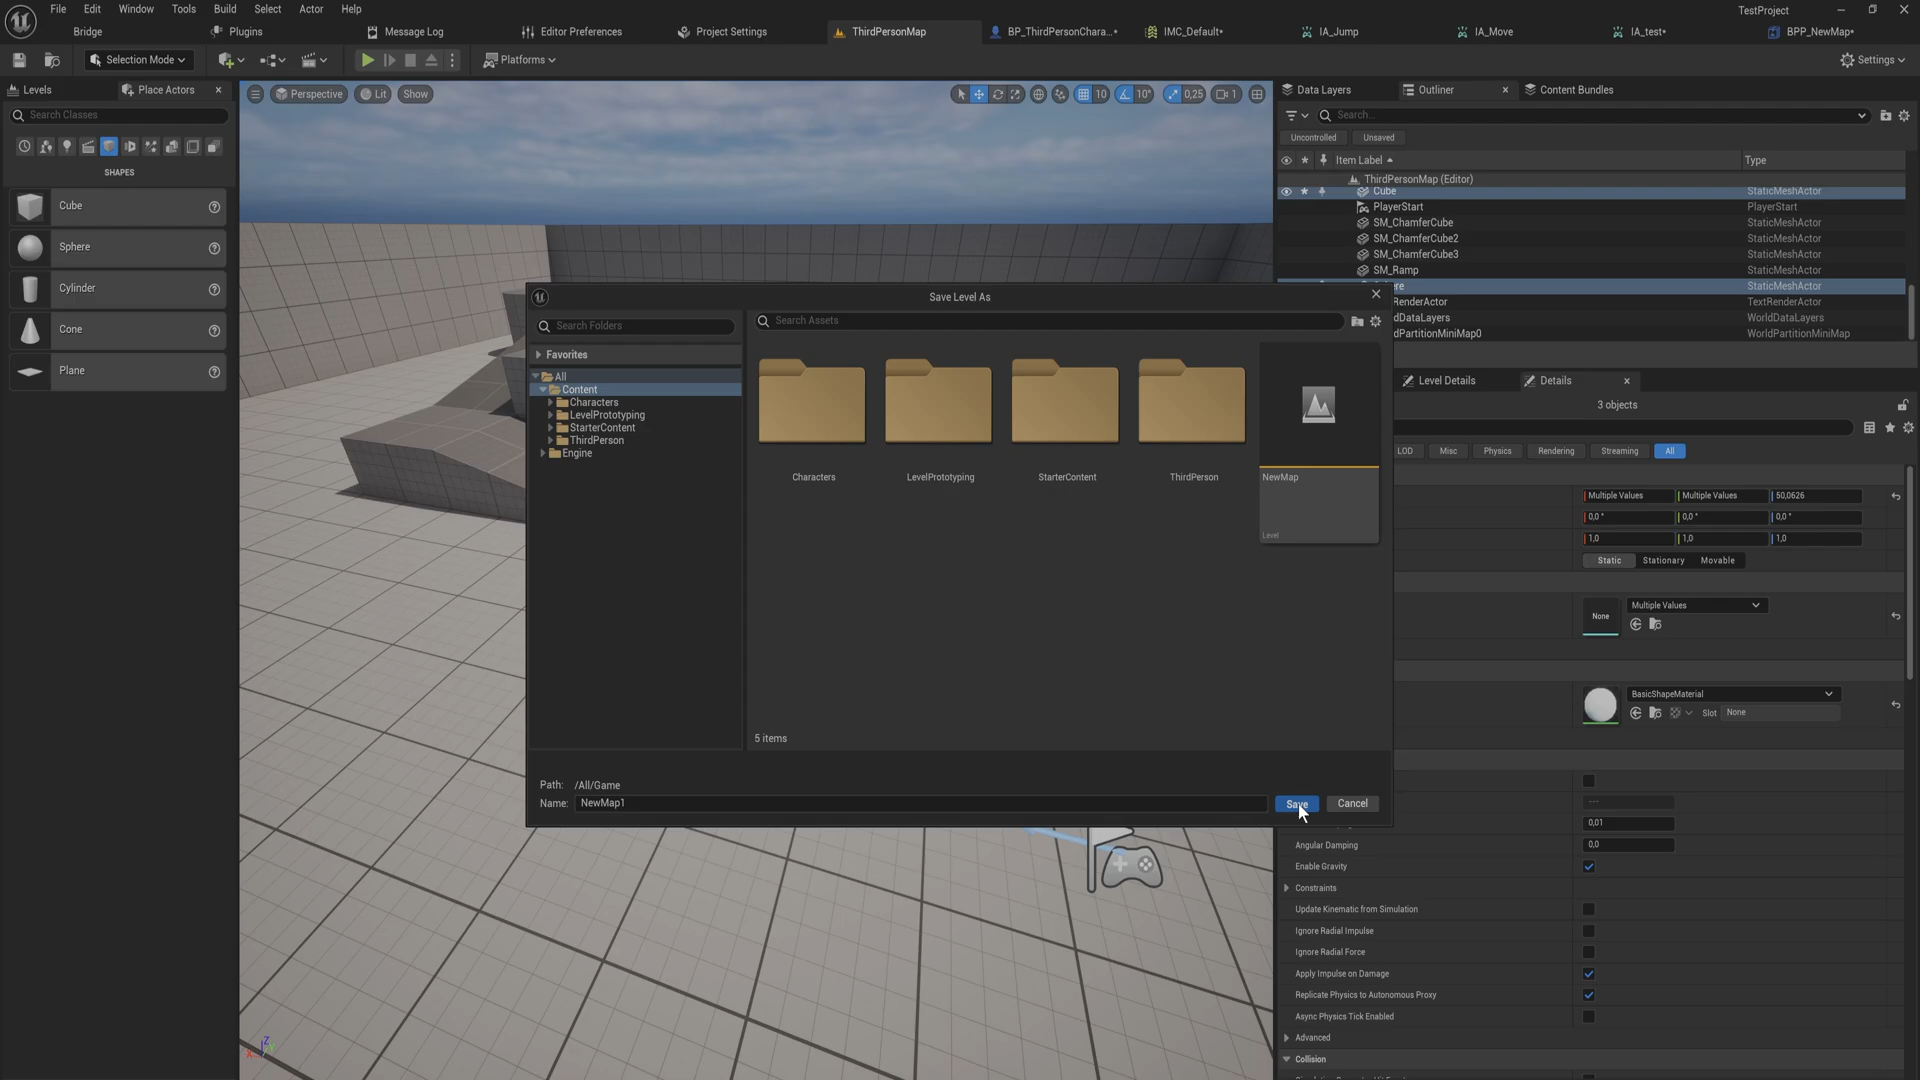 File Edit Window Tools Build Select Actor Help
TestProject
Bridge Plugins Message Log Editor Preferences Project Settings ThirdPersonMap BP_ThirdPersonChara...* IMC_Default* IA_Jump IA_Move IA_test* BPP_NewMap*
Selection Mode Platforms Settings
Levels Place Actors
Search Classes
SHAPES
Cube
Sphere
Cylinder
Cone
Plane
Perspective Lit Show 10 10° 0,25 1
Data Layers Outliner Content Bundles
Search...
Uncontrolled Unsaved
Item Label Type
ThirdPersonMap (Editor)
Cube StaticMeshActor
PlayerStart PlayerStart
SM_ChamferCube StaticMeshActor
SM_ChamferCube2 StaticMeshActor
SM_ChamferCube3 StaticMeshActor
SM_Ramp StaticMeshActor
ere StaticMeshActor
RenderActor TextRenderActor
dDataLayers WorldDataLayers
dPartitionMiniMap0 WorldPartitionMiniMap
Save Level As
Search Folders
Search Assets
Favorites
All
Content
Characters
LevelPrototyping
StarterContent
ThirdPerson
Engine
Characters LevelPrototyping StarterContent ThirdPerson NewMap
Level
5 items
Path: /All/Game
Name: NewMap1
Save Cancel
Level Details Details
3 objects
LOD Misc Physics Rendering Streaming All
Multiple Values Multiple Values 50,0626
0,0 ° 0,0 ° 0,0 °
1,0 1,0 1,0
Static Stationary Movable
None Multiple Values
BasicShapeMaterial
Slot None
0,01
Angular Damping 0,0
Enable Gravity
Constraints
Update Kinematic from Simulation
Ignore Radial Impulse
Ignore Radial Force
Apply Impulse on Damage
Replicate Physics to Autonomous Proxy
Async Physics Tick Enabled
Advanced
Collision
X Z Y